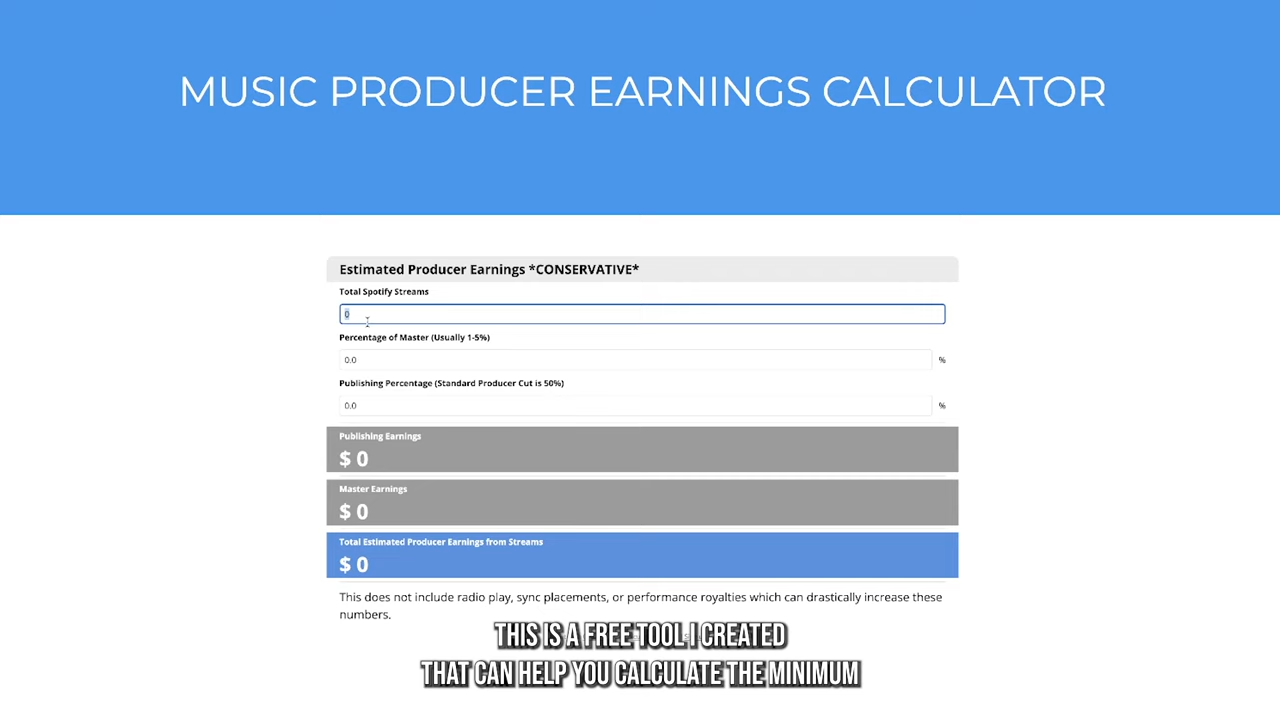 MUSIC PRODUCER EARNINGS CALCULATOR
Estimated Producer Earnings *CONSERVATIVE*
Total Spotify Streams
0
Percentage of Master (Usually 1-5%)
0.0 %
Publishing Percentage (Standard Producer Cut is 50%)
0.0 %
Publishing Earnings
$ 0
Master Earnings
$ 0
Total Estimated Producer Earnings from Streams
$ 0
This does not include radio play, sync placements, or performance royalties which can drastically increase these
numbers.
THIS IS A FREE TOOL I CREATED
THAT CAN HELP YOU CALCULATE THE MINIMUM